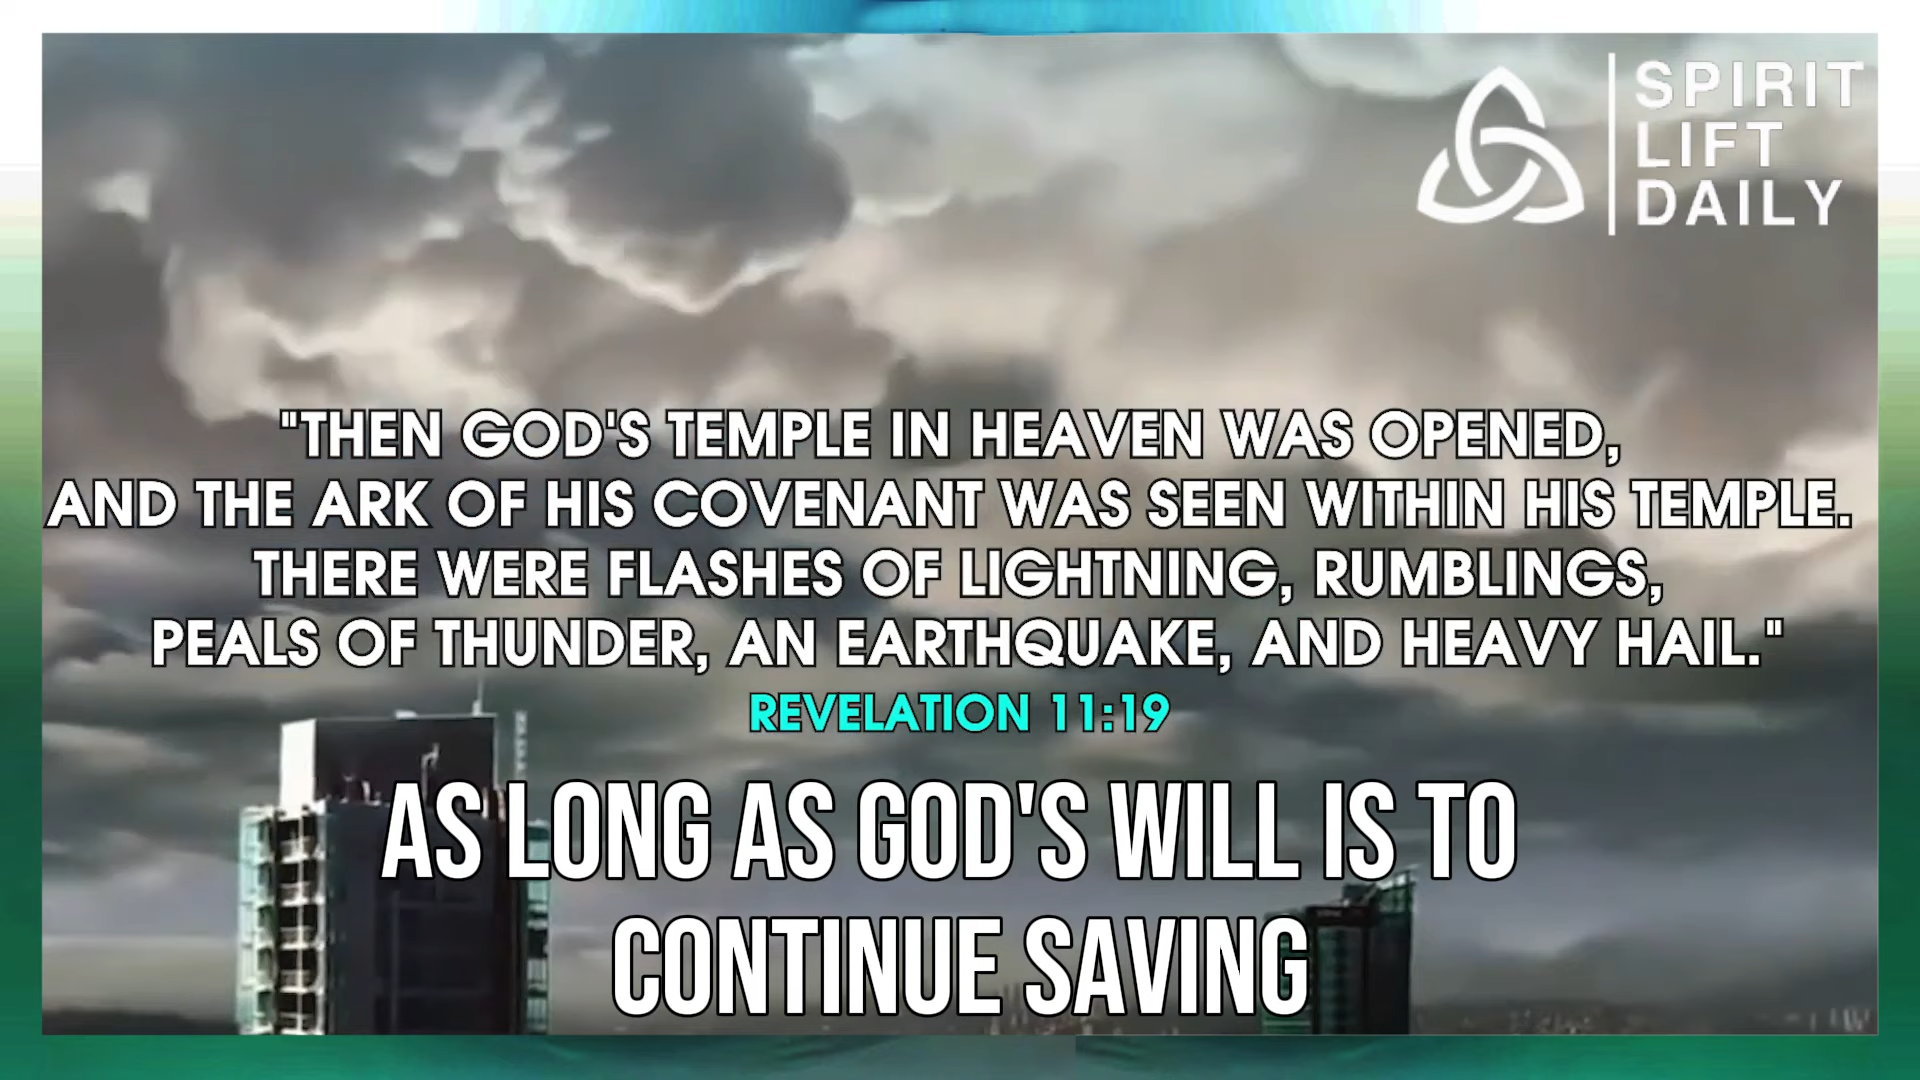 SPIRIT
LIFT
DAILY
"THEN GOD'S TEMPLE IN HEAVEN WAS OPENED,
AND THE ARK OF HIS COVENANT WAS SEEN WITHIN HIS TEMPLE.
THERE WERE FLASHES OF LIGHTNING, RUMBLINGS,
PEALS OF THUNDER, AN EARTHQUAKE, AND HEAVY HAIL."
REVELATION 11:19
AS LONG AS GOD'S WILL IS TO
CONTINUE SAVING